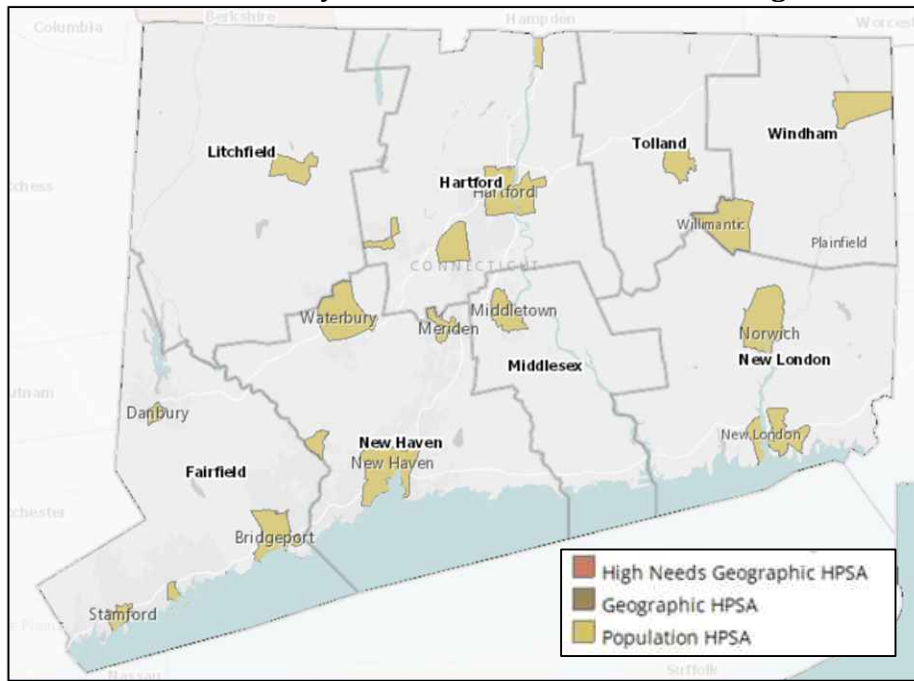 Berkshire
Hampden
Columbia
Litchfield
Tolland
Windham
Hartford
Hartford
Willimantic
Plainfield
CONNECTICUT
Waterbury
Meriden
Middletown
Norwich
Middlesex
New London
Danbury
New London
New Haven
New Haven
Fairfield
Bridgeport
High Needs Geographic HPSA
Geographic HPSA
Population HPSA
Stamford
Nassau
Suffolk